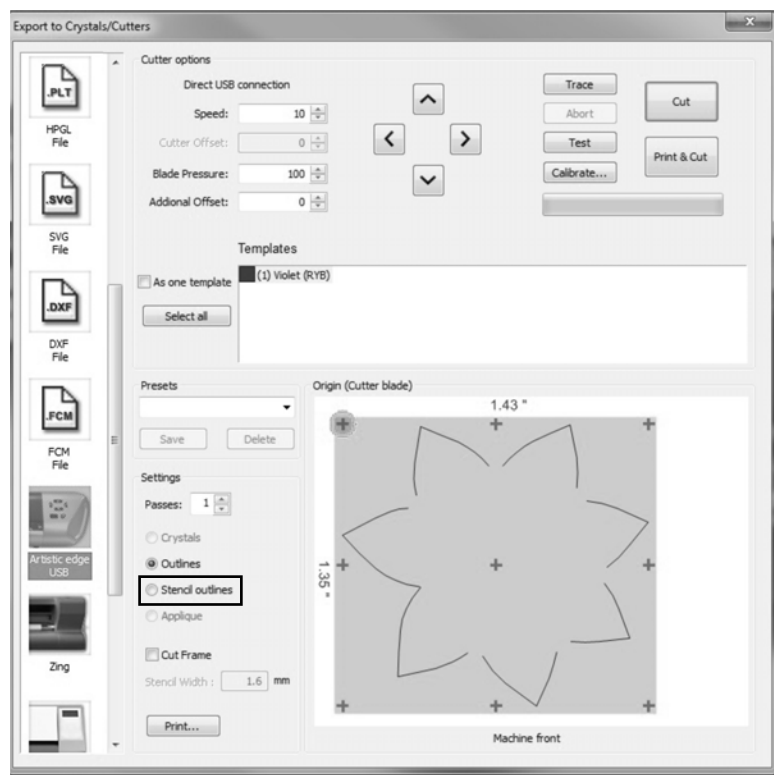 Export to Crystals/Cutters
x
.PLT
HPGL
File
.SVG
SVG
File
.DXF
DXF
File
.FCM
FCM
File
Artistic edge
USB
Zing
Cutter options
Direct USB connection
Speed: 10
Cutter Offset: 0
Blade Pressure: 100
Addional Offset: 0
Trace
Abort
Test
Calibrate...
Cut
Print & Cut
Templates
As one template
(1) Violet (RYB)
Select all
Presets
Save Delete
Settings
Passes: 1
Crystals
Outlines
Stencil outlines
Applique
Cut Frame
Stencil Width : 1.6 mm
Print...
Origin (Cutter blade)
1.43 "
1.35 "
Machine front